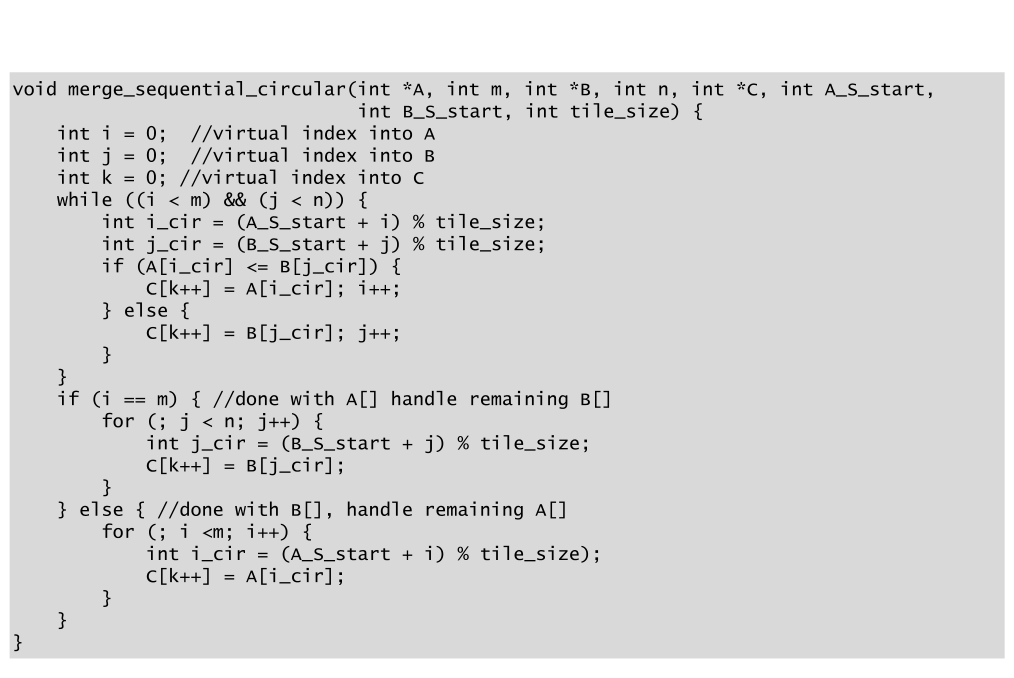 void merge_sequential_circular(int *A, int m, int *B, int n, int *C, int A_S_start,
                               int B_S_start, int tile_size) {
    int i = 0;  //virtual index into A
    int j = 0;  //virtual index into B
    int k = 0; //virtual index into C
    while ((i < m) && (j < n)) {
        int i_cir = (A_S_start + i) % tile_size;
        int j_cir = (B_S_start + j) % tile_size;
        if (A[i_cir] <= B[j_cir]) {
            C[k++] = A[i_cir]; i++;
        } else {
            C[k++] = B[j_cir]; j++;
        }
    }
    if (i == m) { //done with A[] handle remaining B[]
        for (; j < n; j++) {
            int j_cir = (B_S_start + j) % tile_size;
            C[k++] = B[j_cir];
        }
    } else { //done with B[], handle remaining A[]
        for (; i <m; i++) {
            int i_cir = (A_S_start + i) % tile_size);
            C[k++] = A[i_cir];
        }
    }
}